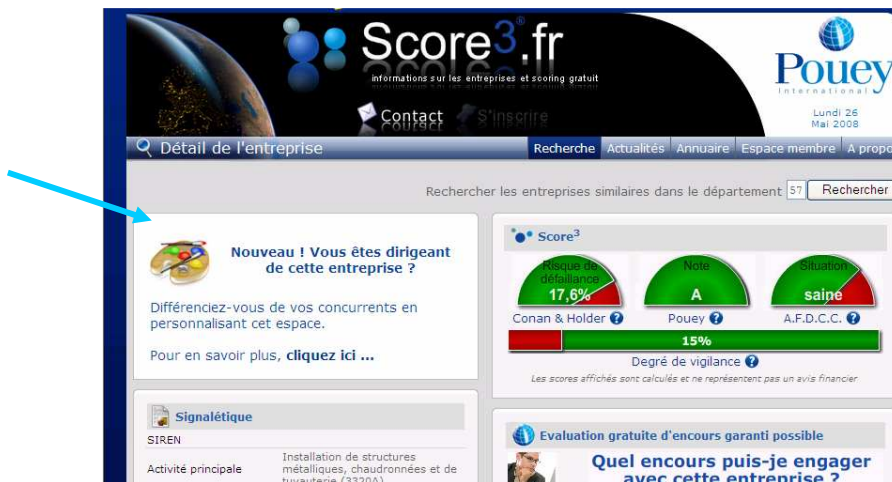 Score3®.fr
informations sur les entreprises et scoring gratuit
Contact S'inscrire
Pouey
International
Lundi 26
Mai 2008
Détail de l'entreprise
Recherche Actualités Annuaire Espace membre A propo
Rechercher les entreprises similaires dans le département 57 Rechercher
Nouveau ! Vous êtes dirigeant
de cette entreprise ?
Différenciez-vous de vos concurrents en
personnalisant cet espace.
Pour en savoir plus, cliquez ici ...
Signalétique
SIREN
Activité principale
Installation de structures
métalliques, chaudronnées et de
tuyauterie (3320A)
Score³
Risque de
défaillance
17,6%
Note
A
Situation
saine
Conan & Holder ? Pouey ? A.F.D.C.C. ?
15%
Degré de vigilance ?
Les scores affichés sont calculés et ne représentent pas un avis financier
Evaluation gratuite d'encours garanti possible
Quel encours puis-je engager
avec cette entreprise ?